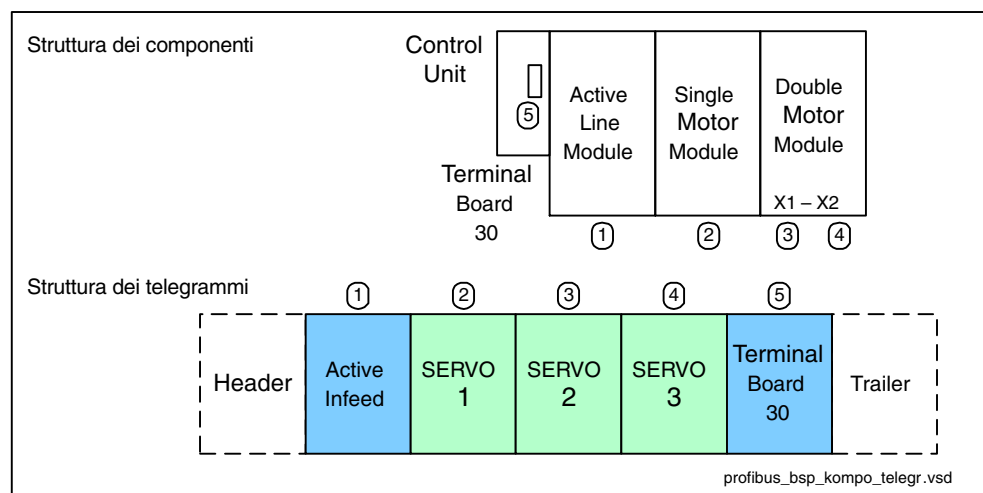 Struttura dei componenti
Control
Unit
5
Terminal
Board
30
Active
Line
Module
Single
Motor
Module
Double
Motor
Module
X1 – X2
1
2
3
4
Struttura dei telegrammi
1
2
3
4
5
Header
Active
Infeed
SERVO
1
SERVO
2
SERVO
3
Terminal
Board
30
Trailer
profibus_bsp_kompo_telegr.vsd